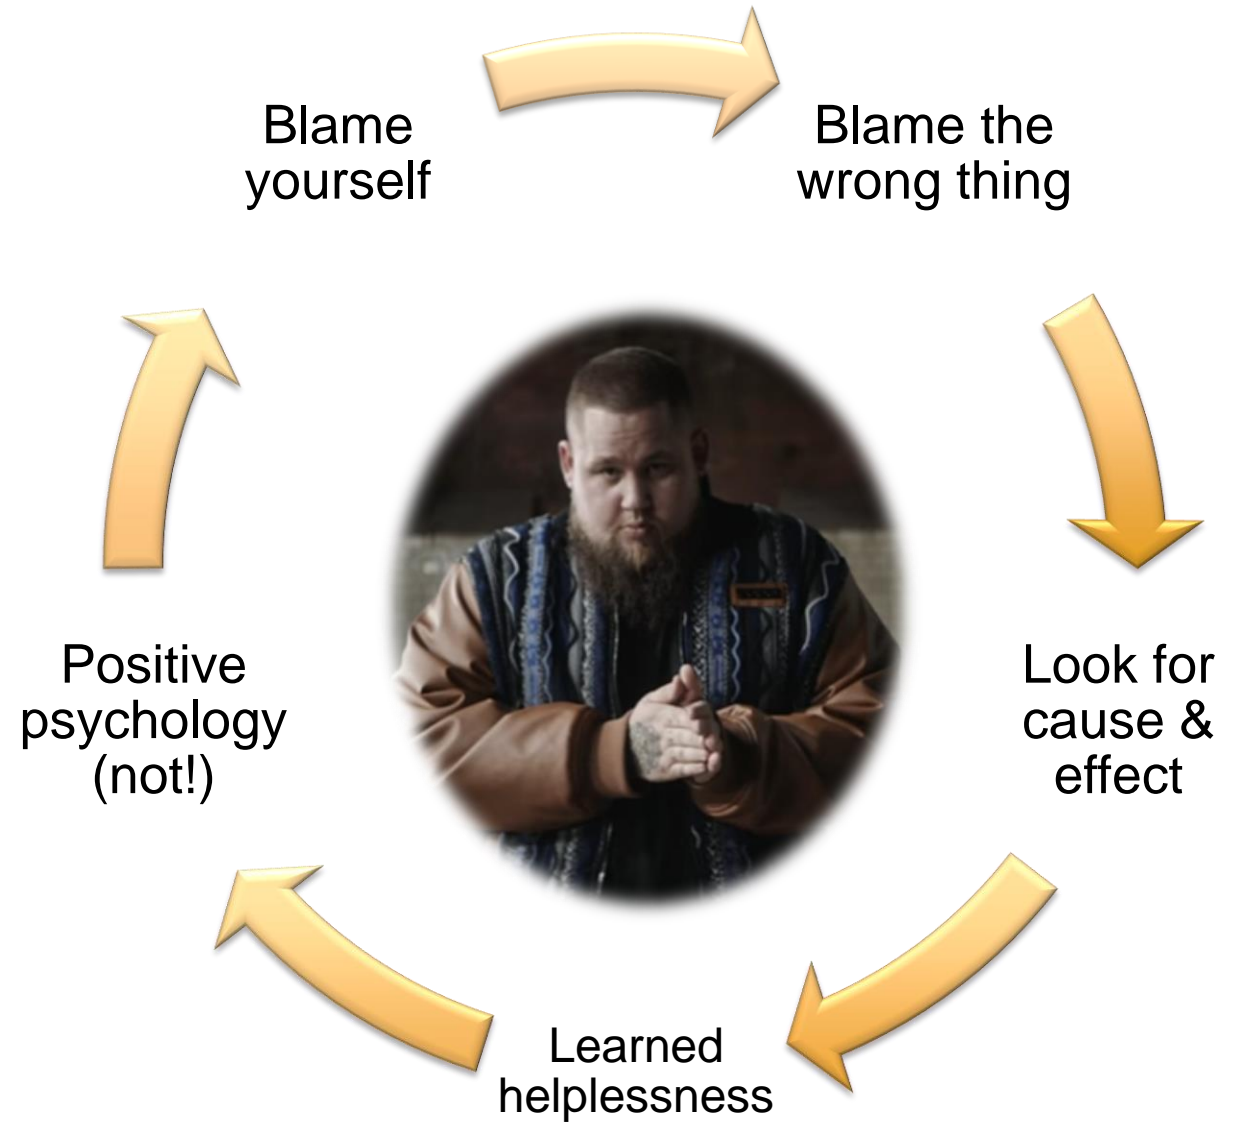 Blame
yourself
Blame the
wrong thing
Look for
cause &
effect
Learned
helplessness
Positive
psychology
(not!)